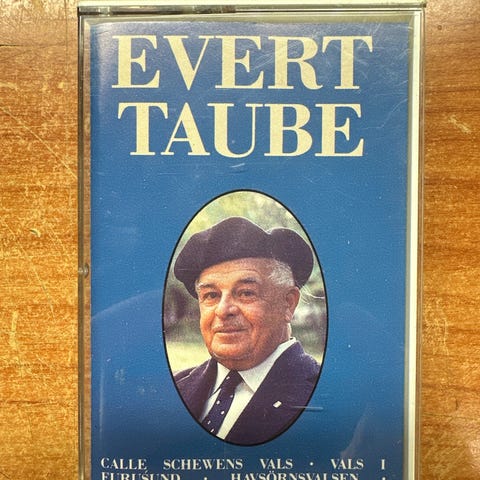 EVERT
TAUBE
CALLE SCHEWENS VALS · VALS I
FURUSUND · HAVSÖRNSVALSEN ·